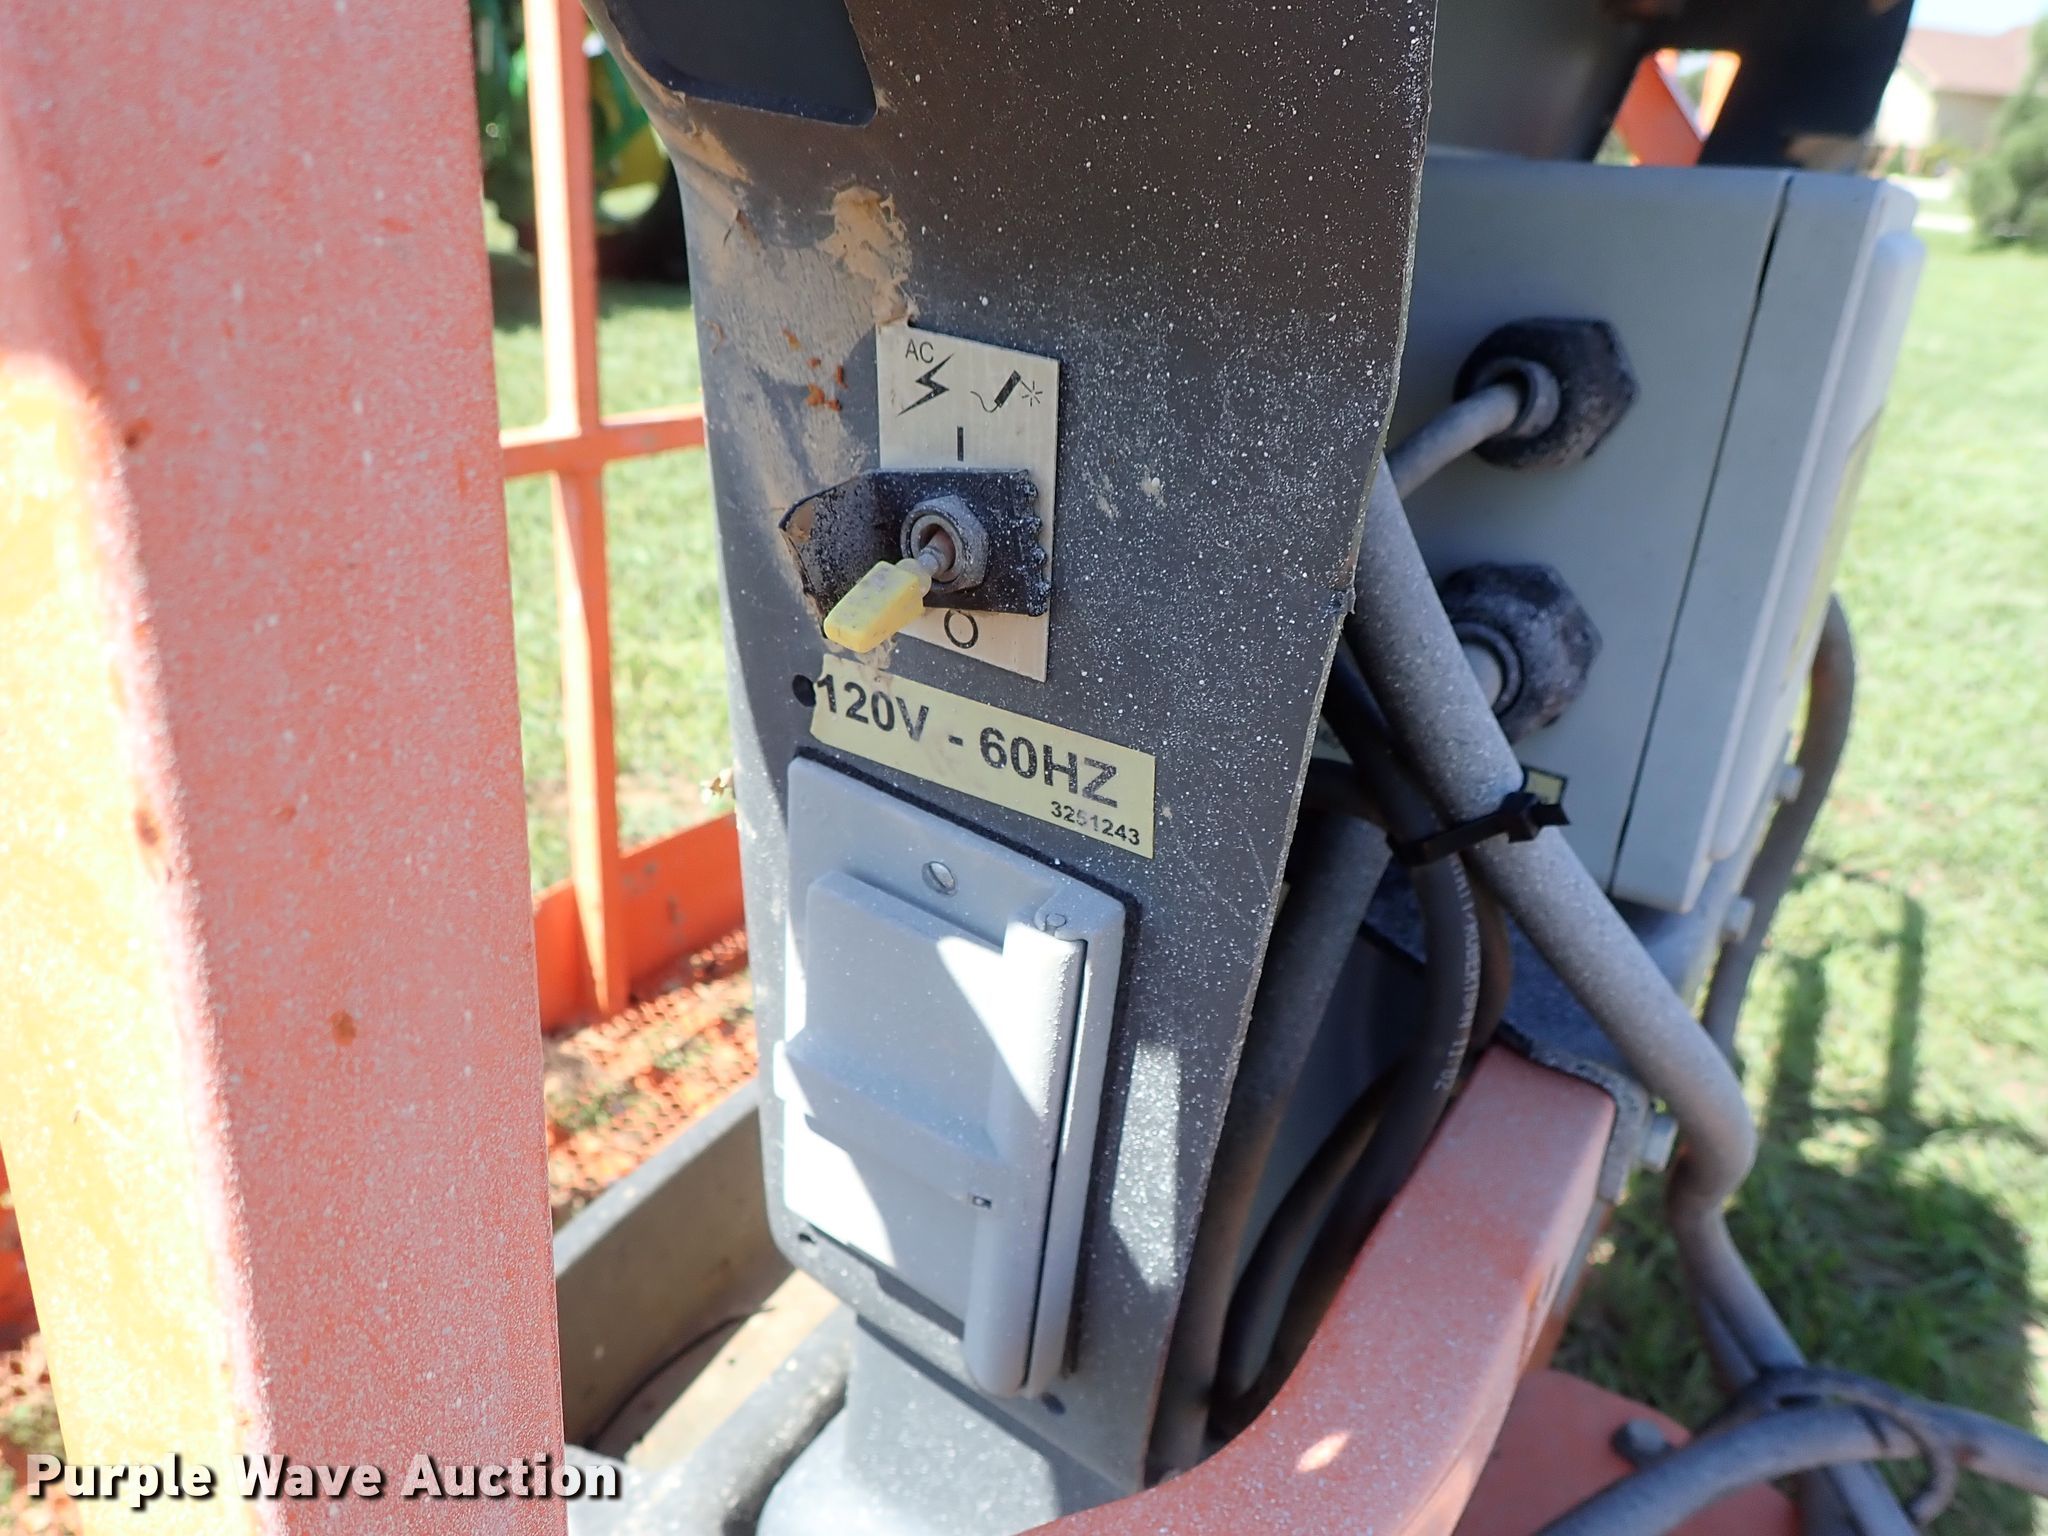 AC
I
O
120V - 60HZ
3251243
Purple Wave Auction